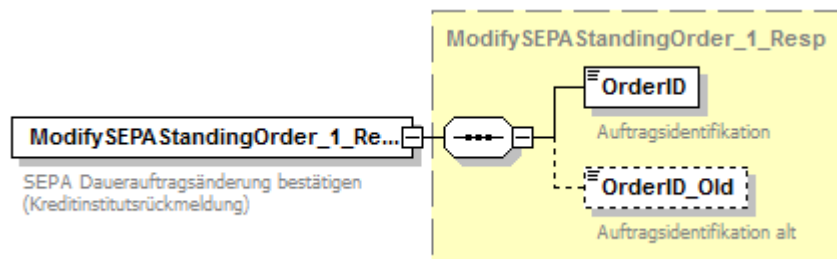 ModifySEPAStandingOrder_1_Resp
OrderID
Auftragsidentifikation
ModifySEPAStandingOrder_1_Re...
SEPA Dauerauftragsänderung bestätigen
(Kreditinstitutsrückmeldung)
OrderID_Old
Auftragsidentifikation alt